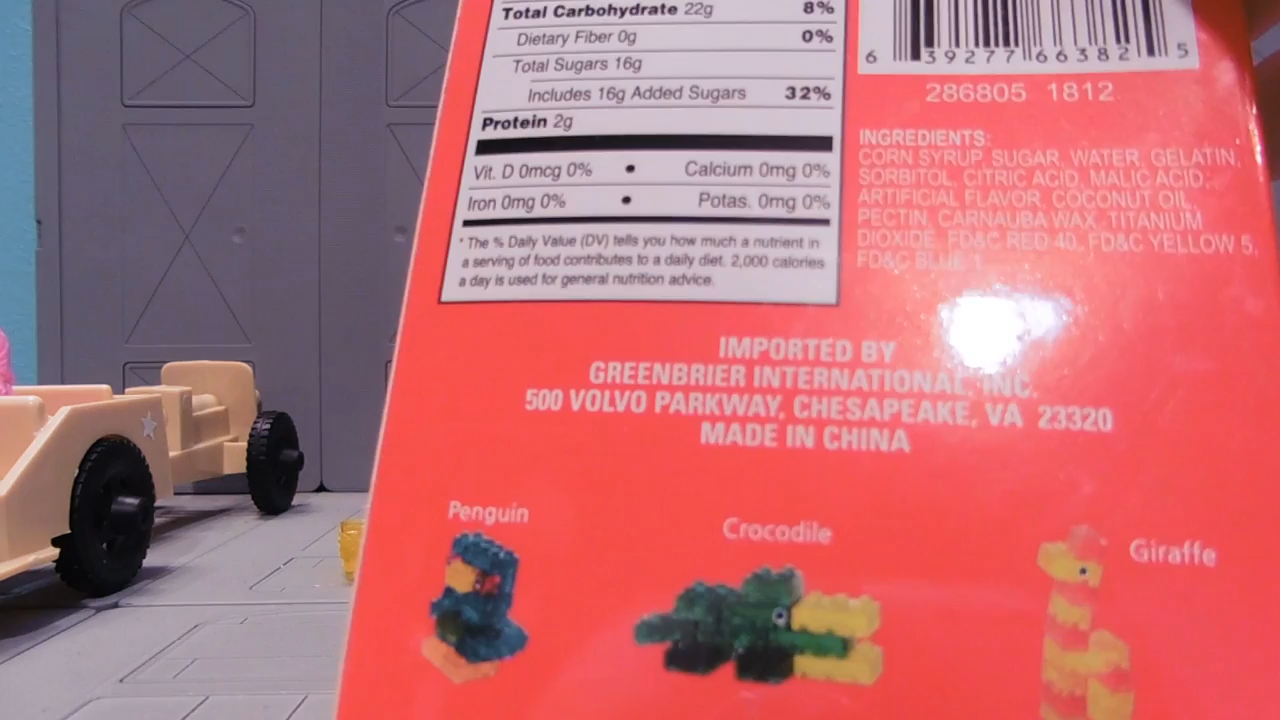 Total Carbohydrate 22g 8%
Dietary Fiber 0g 0%
Total Sugars 16g
Includes 16g Added Sugars 32%
Protein 2g
Vit. D 0mcg 0% • Calcium 0mg 0%
Iron 0mg 0% • Potas. 0mg 0%
* The % Daily Value (DV) tells you how much a nutrient in
a serving of food contributes to a daily diet. 2,000 calories
a day is used for general nutrition advice.
6 39277 66382 5
286805 1812
INGREDIENTS:
CORN SYRUP, SUGAR, WATER, GELATIN,
SORBITOL, CITRIC ACID, MALIC ACID,
ARTIFICIAL FLAVOR, COCONUT OIL,
PECTIN, CARNAUBA WAX, TITANIUM
DIOXIDE, FD&C RED 40, FD&C YELLOW 5,
FD&C BLUE 1
IMPORTED BY
GREENBRIER INTERNATIONAL, INC.
500 VOLVO PARKWAY, CHESAPEAKE, VA 23320
MADE IN CHINA
Penguin
Crocodile
Giraffe